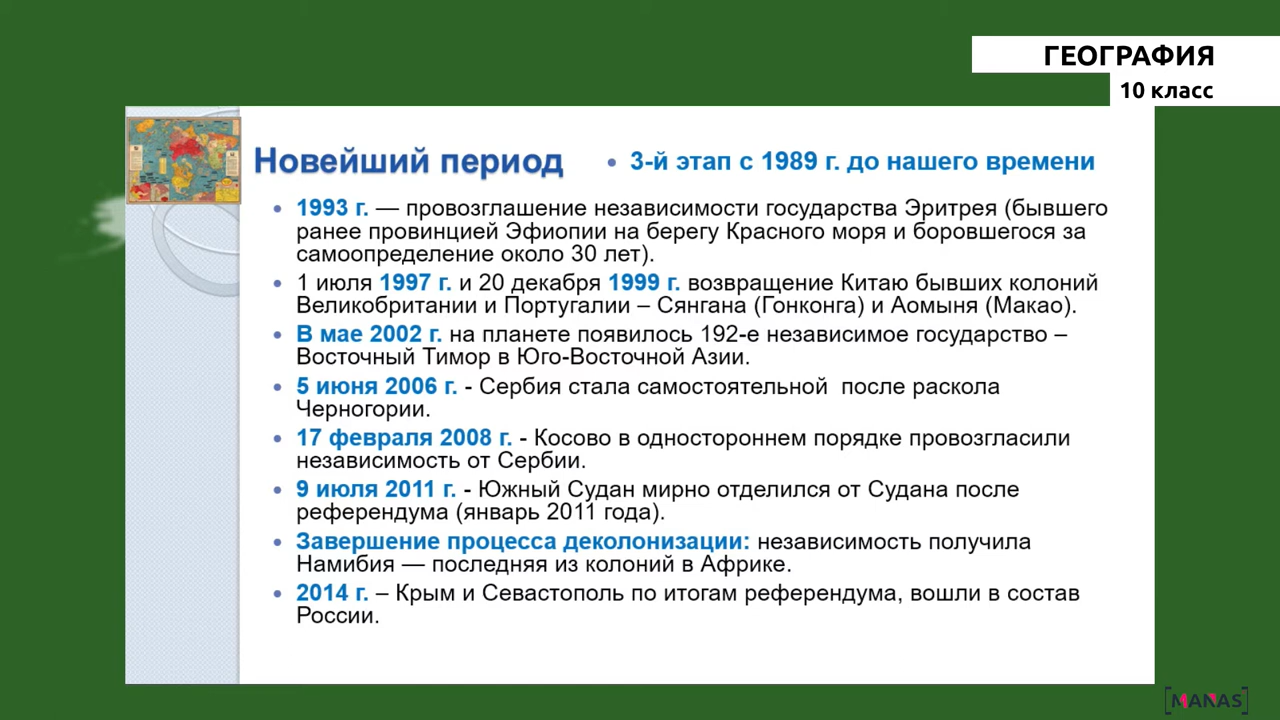 ГЕОГРАФИЯ
10 класс
Новейший период
• 3-й этап с 1989 г. до нашего времени
• 1993 г. — провозглашение независимости государства Эритрея (бывшего
ранее провинцией Эфиопии на берегу Красного моря и боровшегося за
самоопределение около 30 лет).
• 1 июля 1997 г. и 20 декабря 1999 г. возвращение Китаю бывших колоний
Великобритании и Португалии – Сянгана (Гонконга) и Аомыня (Макао).
• В мае 2002 г. на планете появилось 192-е независимое государство –
Восточный Тимор в Юго-Восточной Азии.
• 5 июня 2006 г. - Сербия стала самостоятельной после раскола
Черногории.
• 17 февраля 2008 г. - Косово в одностороннем порядке провозгласили
независимость от Сербии.
• 9 июля 2011 г. - Южный Судан мирно отделился от Судана после
референдума (январь 2011 года).
• Завершение процесса деколонизации: независимость получила
Намибия — последняя из колоний в Африке.
• 2014 г. – Крым и Севастополь по итогам референдума, вошли в состав
России.
[MANAS]